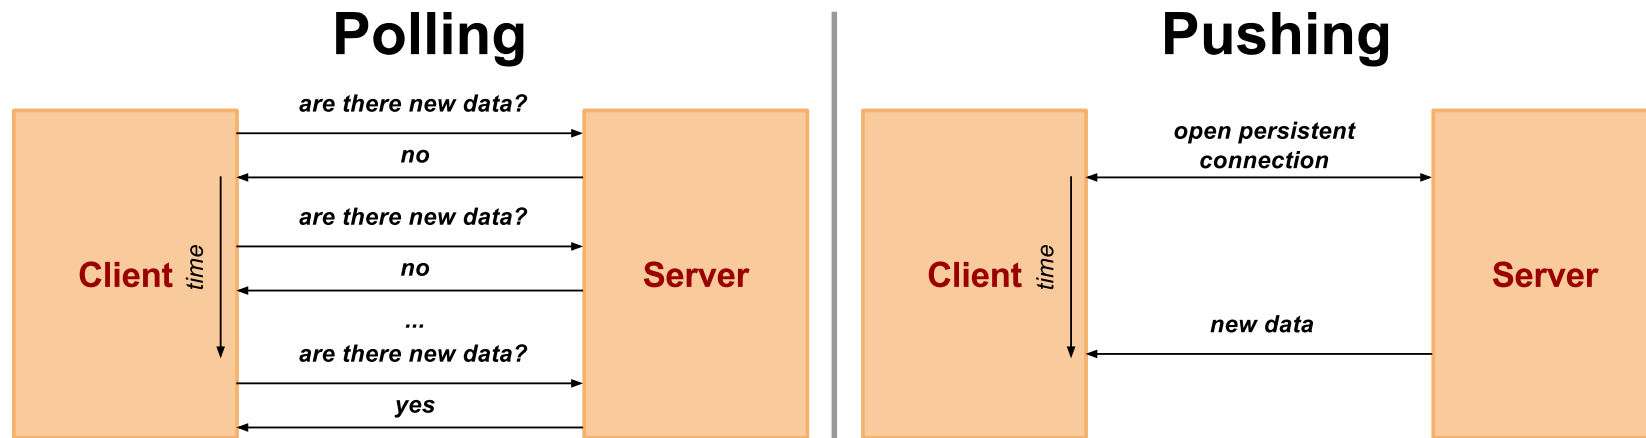 Polling
are there new data?
no
are there new data?
no
Client
time
Server
...
are there new data?
yes
Pushing
open persistent
connection
Client
time
Server
new data